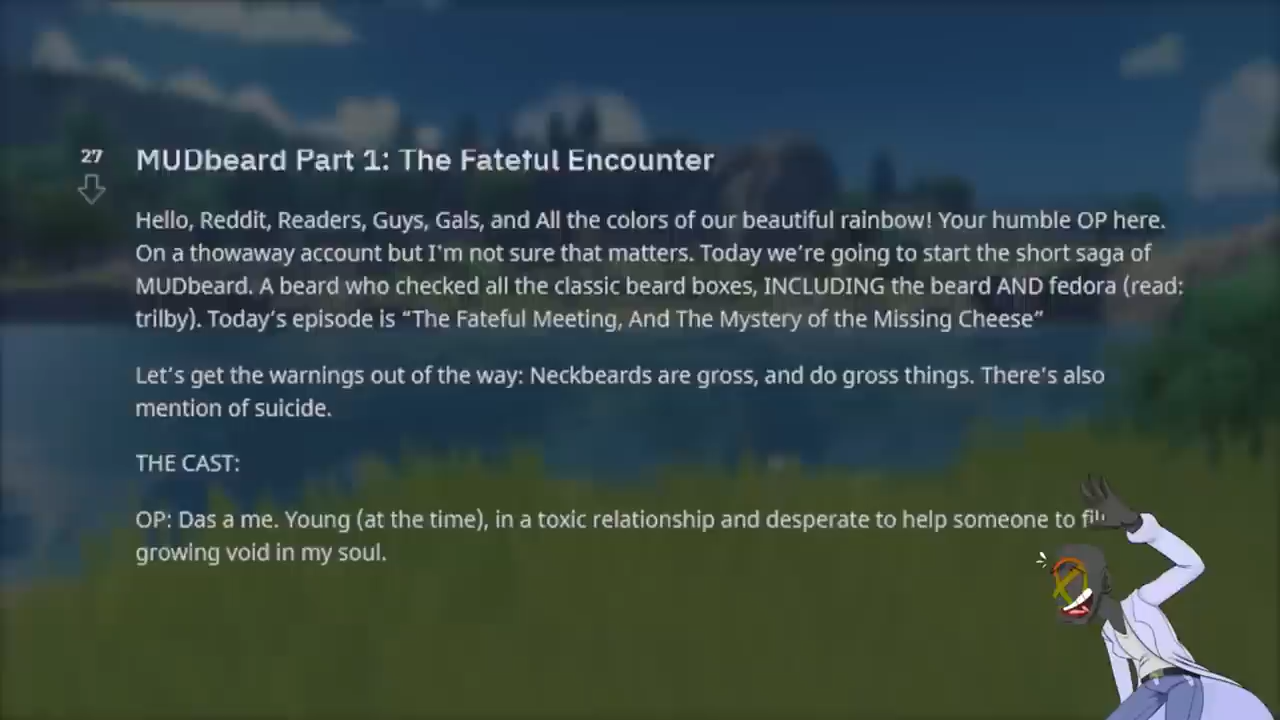 27
MUDbeard Part 1: The Fateful Encounter
Hello, Reddit, Readers, Guys, Gals, and All the colors of our beautiful rainbow! Your humble OP here.
On a thowaway account but I'm not sure that matters. Today we’re going to start the short saga of
MUDbeard. A beard who checked all the classic beard boxes, INCLUDING the beard AND fedora (read:
trilby). Today’s episode is “The Fateful Meeting, And The Mystery of the Missing Cheese”
Let’s get the warnings out of the way: Neckbeards are gross, and do gross things. There’s also
mention of suicide.
THE CAST:
OP: Das a me. Young (at the time), in a toxic relationship and desperate to help someone to
growing void in my soul.